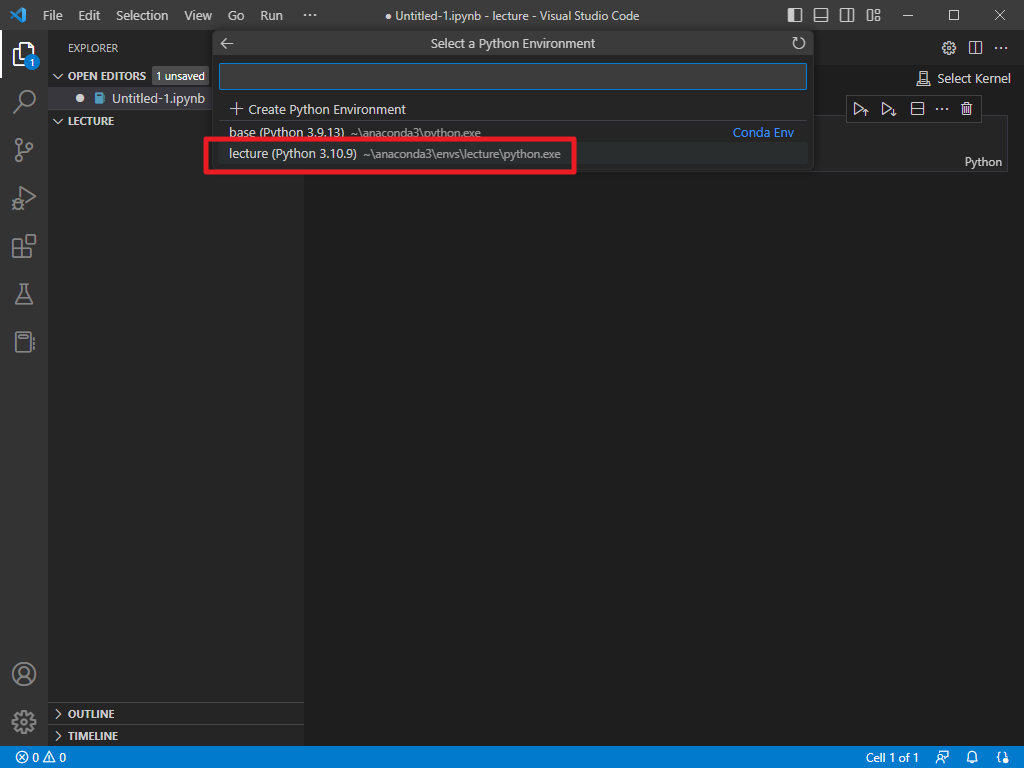 File Edit Selection View Go Run ··· ● Untitled-1.ipynb - lecture - Visual Studio Code
EXPLORER
Select a Python Environment
OPEN EDITORS 1 unsaved
● Untitled-1.ipynb
Select Kernel
Create Python Environment
LECTURE
base (Python 3.9.13) ~\anaconda3\python.exe Conda Env
lecture (Python 3.10.9) ~\anaconda3\envs\lecture\python.exe
Python
1
OUTLINE
TIMELINE
0 0 Cell 1 of 1